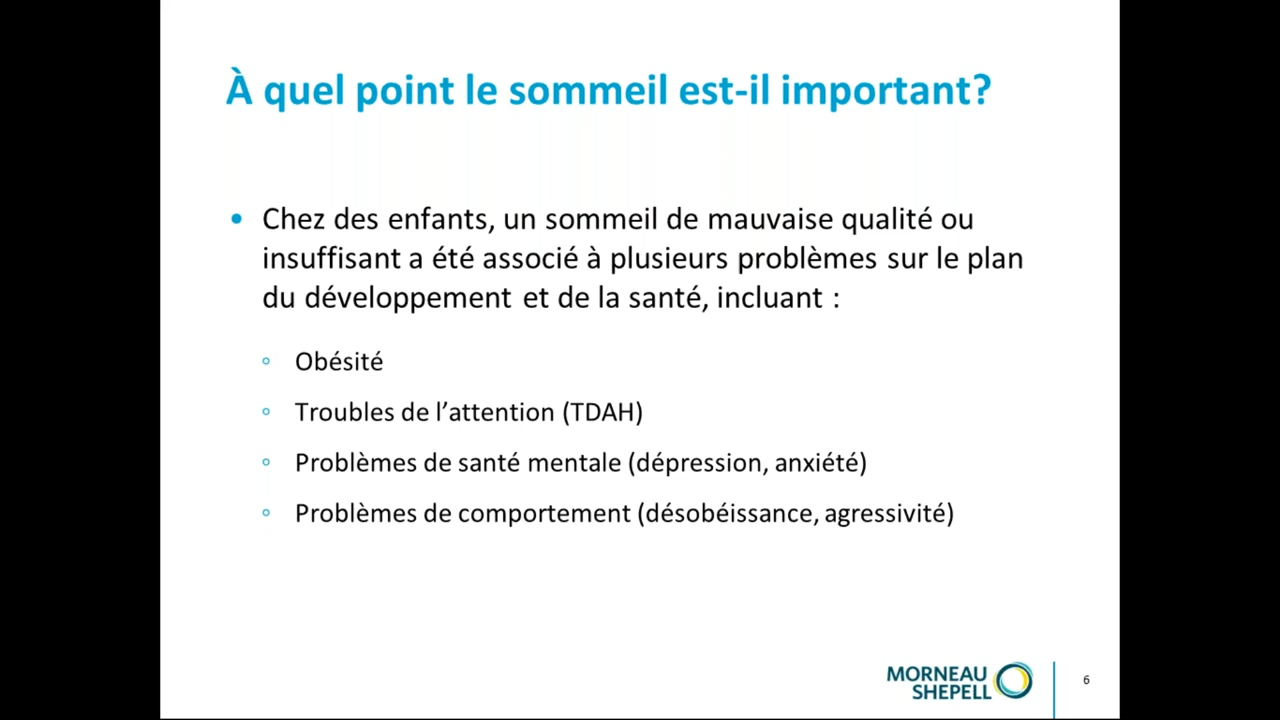 À quel point le sommeil est-il important?
• Chez des enfants, un sommeil de mauvaise qualité ou
insuffisant a été associé à plusieurs problèmes sur le plan
du développement et de la santé, incluant :
◦ Obésité
◦ Troubles de l’attention (TDAH)
◦ Problèmes de santé mentale (dépression, anxiété)
◦ Problèmes de comportement (désobéissance, agressivité)
MORNEAU
SHEPELL
6